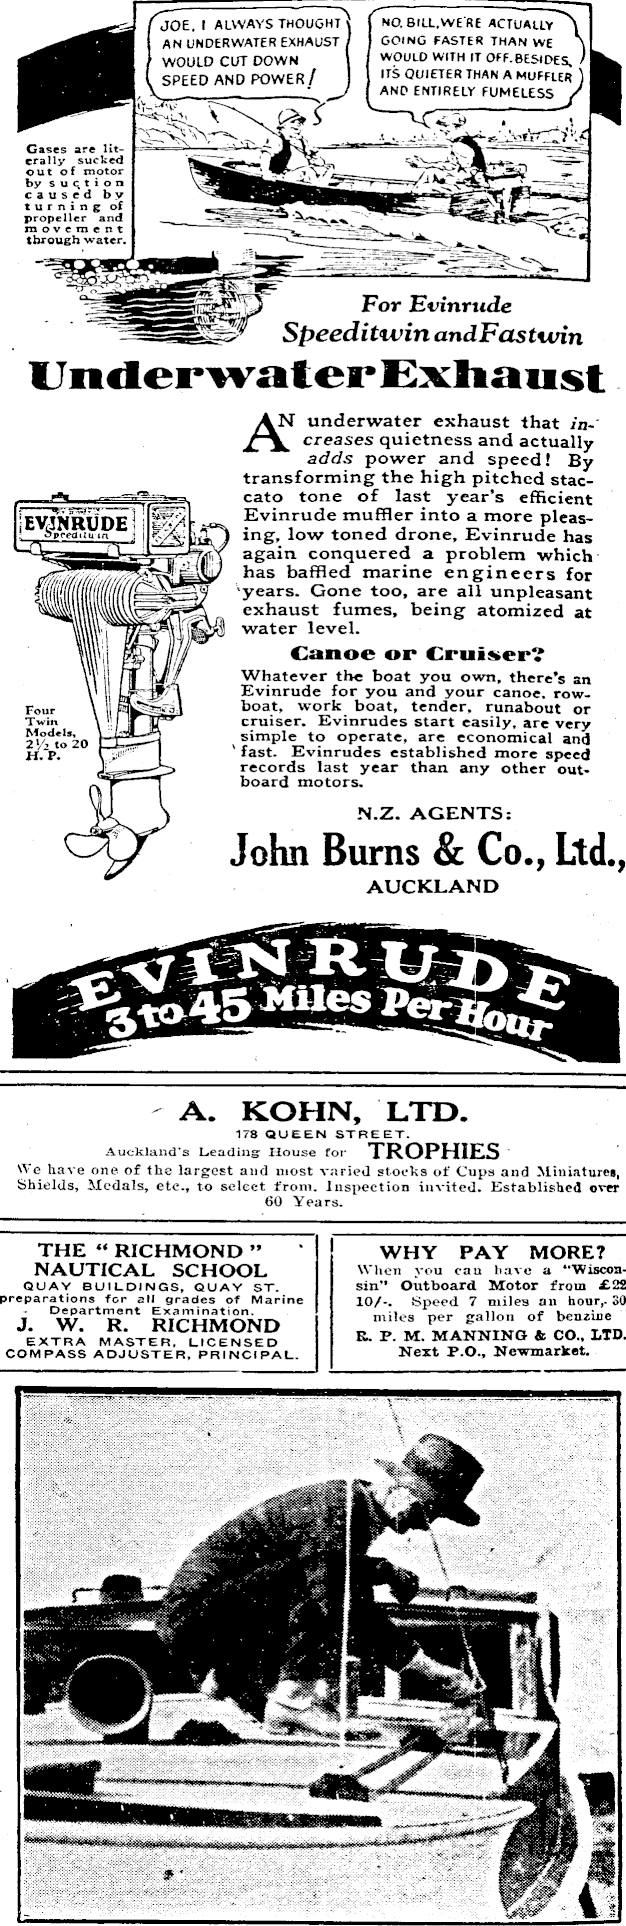 JOE, I ALWAYS THOUGHT
AN UNDERWATER EXHAUST
WOULD CUT DOWN
SPEED AND POWER!
NO, BILL, WE'RE ACTUALLY
GOING FASTER THAN WE
WOULD WITH IT OFF. BESIDES,
IT'S QUIETER THAN A MUFFLER
AND ENTIRELY FUMELESS
Gases are lit-
erally sucked
out of motor
by suction
caused by
turning of
propeller and
movement
through water.
For Evinrude
Speeditwin and Fastwin
Underwater Exhaust
AN underwater exhaust that in-
creases quietness and actually
adds power and speed! By
transforming the high pitched stac-
cato tone of last year's efficient
Evinrude muffler into a more pleas-
ing, low toned drone, Evinrude has
again conquered a problem which
has baffled marine engineers for
years. Gone too, are all unpleasant
exhaust fumes, being atomized at
water level.
EVINRUDE
Speeditwin
Four
Twin
Models,
2½ to 20
H. P.
Canoe or Cruiser?
Whatever the boat you own, there's an
Evinrude for you and your canoe, row-
boat, work boat, tender, runabout or
cruiser. Evinrudes start easily, are very
simple to operate, are economical and
fast. Evinrudes established more speed
records last year than any other out-
board motors.
N.Z. AGENTS:
John Burns & Co., Ltd.,
AUCKLAND
EVINRUDE
3 to 45 Miles Per Hour
A. KOHN, LTD.
178 QUEEN STREET.
Auckland's Leading House for TROPHIES
We have one of the largest and most varied stocks of Cups and Miniatures,
Shields, Medals, etc., to select from. Inspection invited. Established over
60 Years.
THE "RICHMOND"
NAUTICAL SCHOOL
QUAY BUILDINGS, QUAY ST.
preparations for all grades of Marine
Department Examination.
J. W. R. RICHMOND
EXTRA MASTER, LICENSED
COMPASS ADJUSTER, PRINCIPAL.
WHY PAY MORE?
When you can have a "Wiscon-
sin" Outboard Motor from £22
10/-. Speed 7 miles an hour, 30
miles per gallon of benzine
R. P. M. MANNING & CO., LTD.
Next P.O., Newmarket.